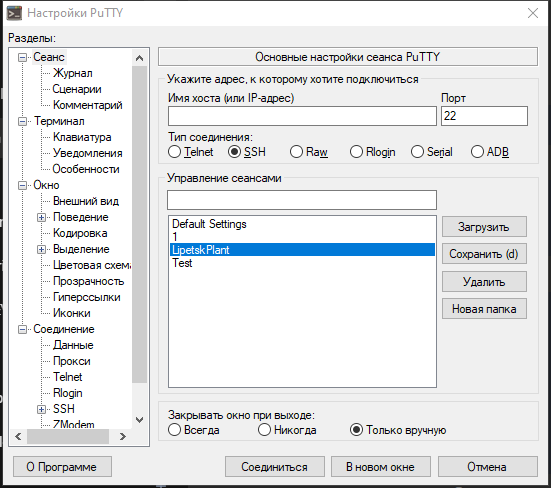 Настройки PuTTY
Разделы:
Сеанс
Журнал
Сценарии
Комментарий
Терминал
Клавиатура
Уведомления
Особенности
Окно
Внешний вид
Поведение
Кодировка
Выделение
Цветовая схема
Прозрачность
Гиперссылки
Иконки
Соединение
Данные
Прокси
Telnet
Rlogin
SSH
ZModem
Основные настройки сеанса PuTTY
Укажите адрес, к которому хотите подключиться
Имя хоста (или IP-адрес) Порт
22
Тип соединения:
Telnet SSH Raw Rlogin Serial ADB
Управление сеансами
Default Settings
1
LipetskPlant
Test
Загрузить
Сохранить (d)
Удалить
Новая папка
Закрывать окно при выходе:
Всегда Никогда Только вручную
О Программе Соединиться В новом окне Отмена